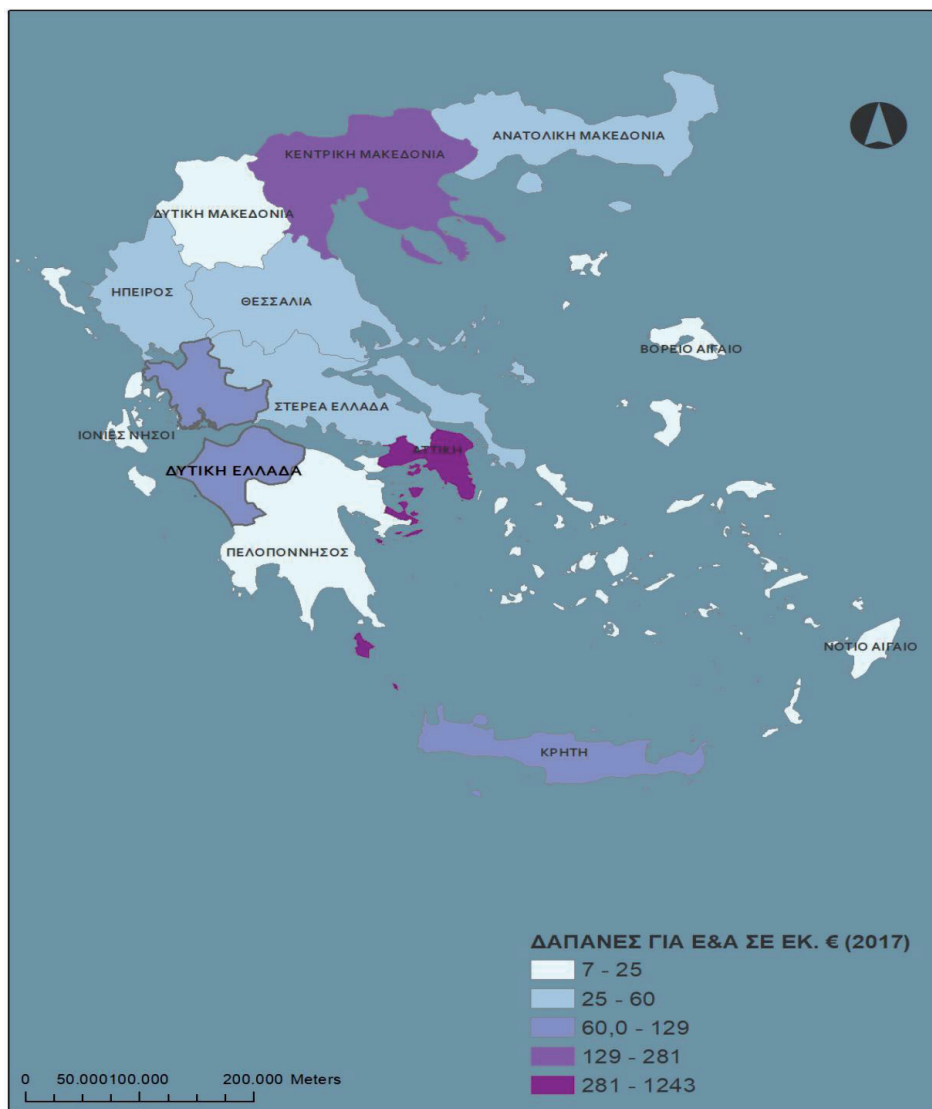 ΑΝΑΤΟΛΙΚΗ ΜΑΚΕΔΟΝΙΑ
ΚΕΝΤΡΙΚΗ ΜΑΚΕΔΟΝΙΑ
ΔΥΤΙΚΗ ΜΑΚΕΔΟΝΙΑ
ΗΠΕΙΡΟΣ
ΘΕΣΣΑΛΙΑ
ΒΟΡΕΙΟ ΑΙΓΑΙΟ
ΣΤΕΡΕΑ ΕΛΛΑΔΑ
ΙΟΝΙΕΣ ΝΗΣΟΙ
ΑΤΤΙΚΗ
ΔΥΤΙΚΗ ΕΛΛΑΔΑ
ΠΕΛΟΠΟΝΝΗΣΟΣ
ΝΟΤΙΟ ΑΙΓΑΙΟ
ΚΡΗΤΗ
ΔΑΠΑΝΕΣ ΓΙΑ Ε&Α ΣΕ ΕΚ. € (2017)
7 - 25
25 - 60
60,0 - 129
129 - 281
281 - 1243
0 50.000100.000 200.000 Meters